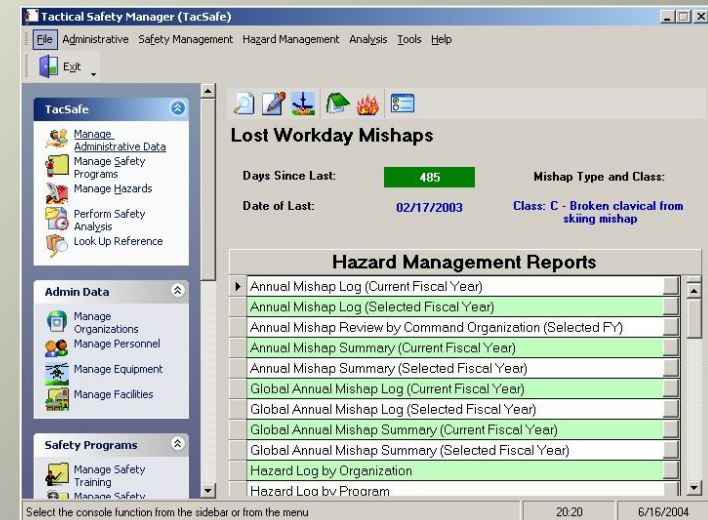 Tactical Safety Manager (TacSafe)
File Administrative Safety Management Hazard Management Analysis Tools Help
Exit
TacSafe
Manage
Administrative Data
Manage Safety
Programs
Manage Hazards
Perform Safety
Analysis
Look Up Reference
Admin Data
Manage
Organizations
Manage Personnel
Manage Equipment
Manage Facilities
Safety Programs
Manage Safety
Training
Manage Safety
Lost Workday Mishaps
Days Since Last: 485 Mishap Type and Class:
Date of Last: 02/17/2003 Class: C - Broken clavical from
skiing mishap
Hazard Management Reports
Annual Mishap Log (Current Fiscal Year)
Annual Mishap Log (Selected Fiscal Year)
Annual Mishap Review by Command Organization (Selected FY)
Annual Mishap Summary (Current Fiscal Year)
Annual Mishap Summary (Selected Fiscal Year)
Global Annual Mishap Log (Current Fiscal Year)
Global Annual Mishap Log (Selected Fiscal Year)
Global Annual Mishap Summary (Current Fiscal Year)
Global Annual Mishap Summary (Selected Fiscal Year)
Hazard Log by Organization
Hazard Log by Program
Select the console function from the sidebar or from the menu 20:20 6/16/2004